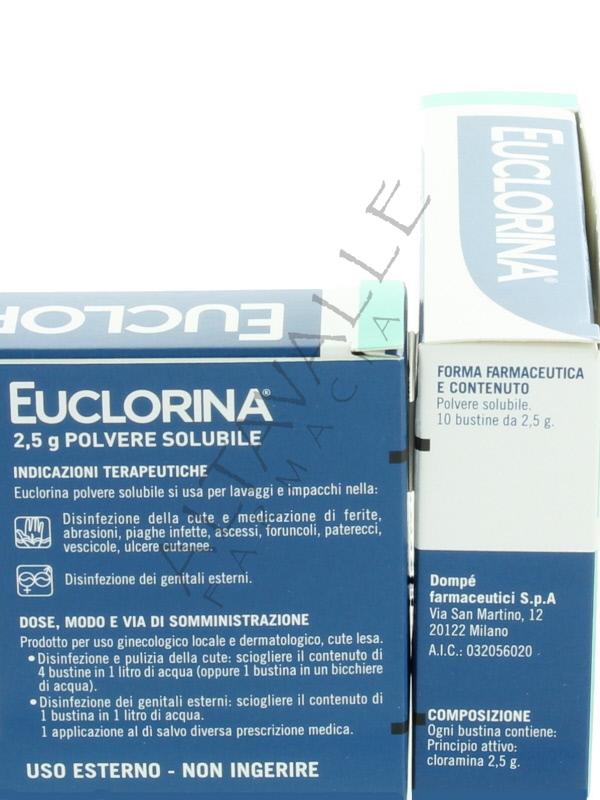 EUCLORINA®
EUCLOR
EUCLORINA®
2,5 g POLVERE SOLUBILE
INDICAZIONI TERAPEUTICHE
Euclorina polvere solubile si usa per lavaggi e impacchi nella:
Disinfezione della cute e medicazione di ferite,
abrasioni, piaghe infette, ascessi, foruncoli, paterecci,
vescicole, ulcere cutanee.
Disinfezione dei genitali esterni.
DOSE, MODO E VIA DI SOMMINISTRAZIONE
Prodotto per uso ginecologico locale e dermatologico, cute lesa.
•Disinfezione e pulizia della cute: sciogliere il contenuto di
4 bustine in 1 litro di acqua (oppure 1 bustina in un bicchiere
di acqua).
•Disinfezione dei genitali esterni: sciogliere il contenuto di
1 bustina in 1 litro di acqua.
1 applicazione al dì salvo diversa prescrizione medica.
USO ESTERNO - NON INGERIRE
FORMA FARMACEUTICA
E CONTENUTO
Polvere solubile.
10 bustine da 2,5 g.
Dompé
farmaceutici S.p.A
Via San Martino, 12
20122 Milano
A.I.C.: 032056020
COMPOSIZIONE
Ogni bustina contiene:
Principio attivo:
cloramina 2,5 g.
ALTAVALLE
FARMACIA